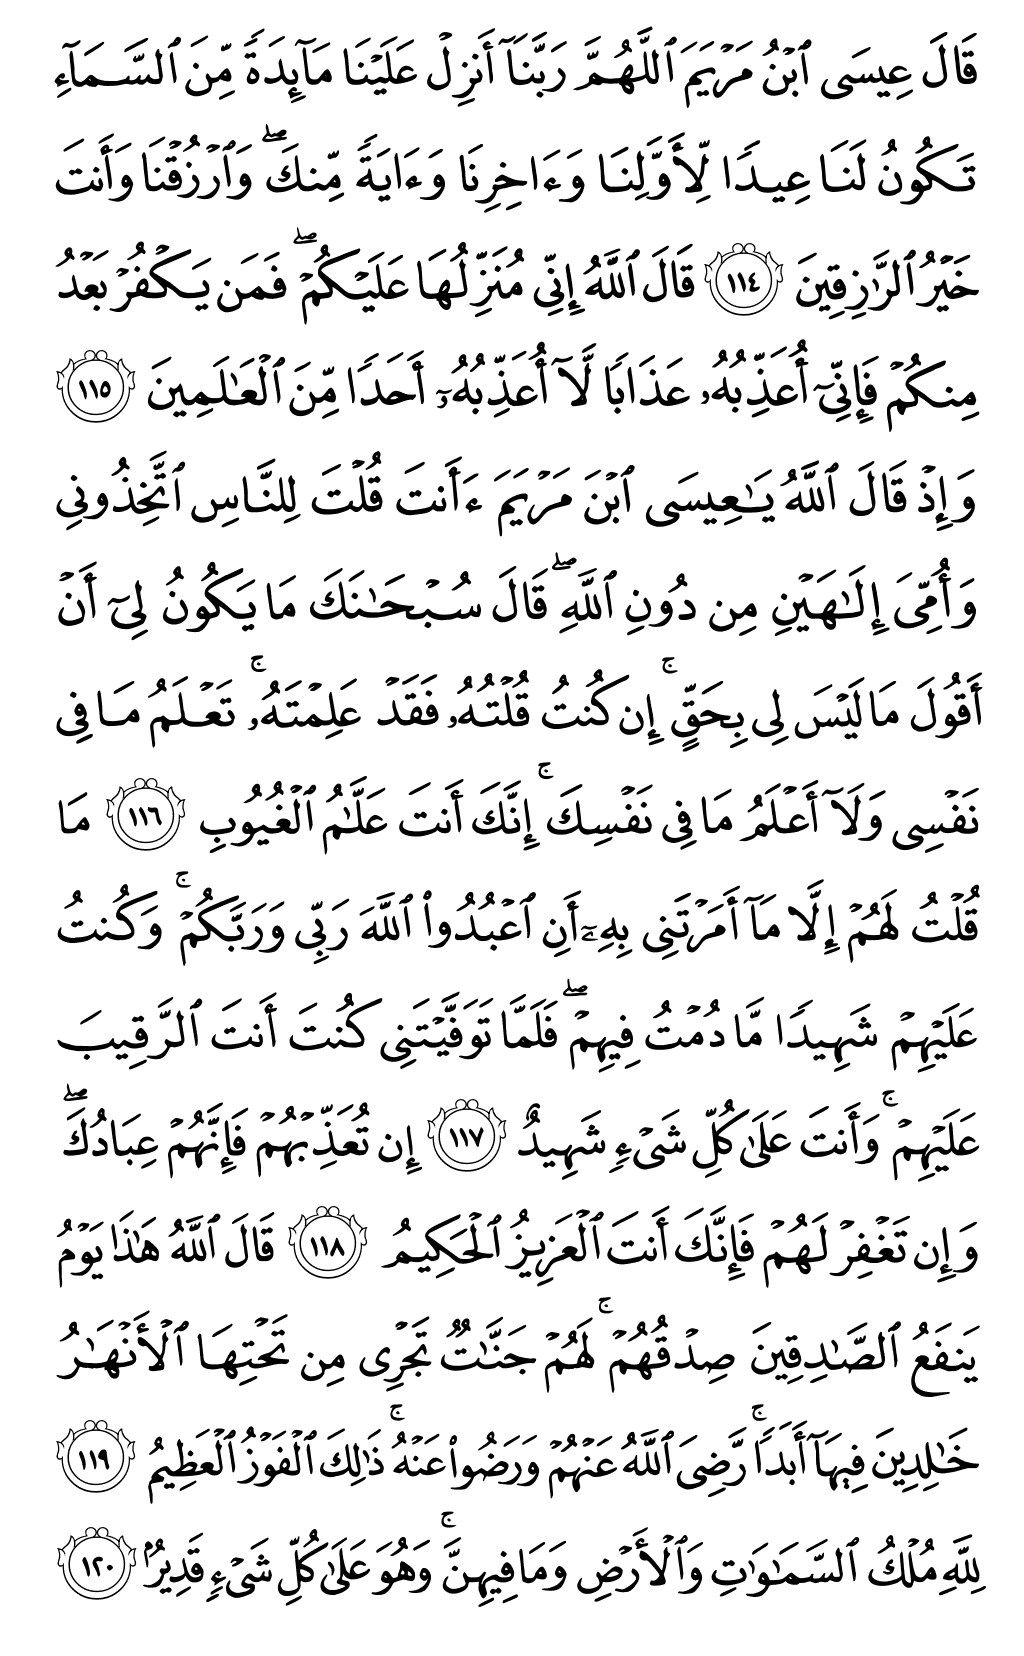 قَالَ عِيسَى ٱبۡنُ مَرۡيَمَ ٱللَّهُمَّ رَبَّنَآ أَنزِلۡ عَلَيۡنَا مَآئِدَةٗ مِّنَ ٱلسَّمَآءِ
تَكُونُ لَنَا عِيدٗا لِّأَوَّلِنَا وَءَاخِرِنَا وَءَايَةٗ مِّنكَۖ وَٱرۡزُقۡنَا وَأَنتَ
خَيۡرُ ٱلرَّٰزِقِينَ ١١٤ قَالَ ٱللَّهُ إِنِّي مُنَزِّلُهَا عَلَيۡكُمۡۖ فَمَن يَكۡفُرۡ بَعۡدُ
مِنكُمۡ فَإِنِّيٓ أُعَذِّبُهُۥ عَذَابٗا لَّآ أُعَذِّبُهُۥٓ أَحَدٗا مِّنَ ٱلۡعَٰلَمِينَ ١١٥
وَإِذۡ قَالَ ٱللَّهُ يَٰعِيسَى ٱبۡنَ مَرۡيَمَ ءَأَنتَ قُلۡتَ لِلنَّاسِ ٱتَّخِذُونِي
وَأُمِّيَ إِلَٰهَيۡنِ مِن دُونِ ٱللَّهِۖ قَالَ سُبۡحَٰنَكَ مَا يَكُونُ لِيٓ أَنۡ
أَقُولَ مَا لَيۡسَ لِي بِحَقٍّۚ إِن كُنتُ قُلۡتُهُۥ فَقَدۡ عَلِمۡتَهُۥۚ تَعۡلَمُ مَا فِي
نَفۡسِي وَلَآ أَعۡلَمُ مَا فِي نَفۡسِكَۚ إِنَّكَ أَنتَ عَلَّٰمُ ٱلۡغُيُوبِ ١١٦ مَا
قُلۡتُ لَهُمۡ إِلَّا مَآ أَمَرۡتَنِي بِهِۦٓ أَنِ ٱعۡبُدُواْ ٱللَّهَ رَبِّي وَرَبَّكُمۡۚ وَكُنتُ
عَلَيۡهِمۡ شَهِيدٗا مَّا دُمۡتُ فِيهِمۡۖ فَلَمَّا تَوَفَّيۡتَنِي كُنتَ أَنتَ ٱلرَّقِيبَ
عَلَيۡهِمۡۚ وَأَنتَ عَلَىٰ كُلِّ شَيۡءٖ شَهِيدٌ ١١٧ إِن تُعَذِّبۡهُمۡ فَإِنَّهُمۡ عِبَادُكَۖ
وَإِن تَغۡفِرۡ لَهُمۡ فَإِنَّكَ أَنتَ ٱلۡعَزِيزُ ٱلۡحَكِيمُ ١١٨ قَالَ ٱللَّهُ هَٰذَا يَوۡمُ
يَنفَعُ ٱلصَّٰدِقِينَ صِدۡقُهُمۡۚ لَهُمۡ جَنَّٰتٞ تَجۡرِي مِن تَحۡتِهَا ٱلۡأَنۡهَٰرُ
خَٰلِدِينَ فِيهَآ أَبَدٗاۚ رَّضِيَ ٱللَّهُ عَنۡهُمۡ وَرَضُواْ عَنۡهُۚ ذَٰلِكَ ٱلۡفَوۡزُ ٱلۡعَظِيمُ ١١٩
لِلَّهِ مُلۡكُ ٱلسَّمَٰوَٰتِ وَٱلۡأَرۡضِ وَمَا فِيهِنَّۚ وَهُوَ عَلَىٰ كُلِّ شَيۡءٖ قَدِيرُۢ ١٢٠